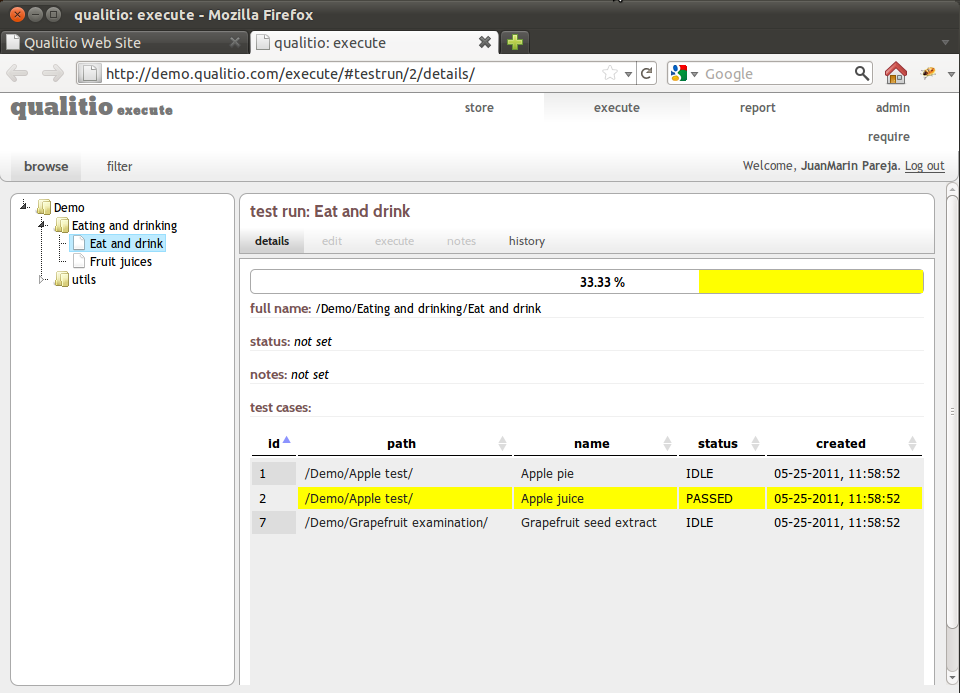 qualitio: execute - Mozilla Firefox
Qualitio Web Site
qualitio: execute
http://demo.qualitio.com/execute/#testrun/2/details/
Google
qualitio execute
store execute report admin
require
browse filter
Welcome, JuanMarin Pareja. Log out
Demo
Eating and drinking
Eat and drink
Fruit juices
utils
test run: Eat and drink
details edit execute notes history
33.33 %
full name: /Demo/Eating and drinking/Eat and drink
status: not set
notes: not set
test cases:
id path name status created
1 /Demo/Apple test/ Apple pie IDLE 05-25-2011, 11:58:52
2 /Demo/Apple test/ Apple juice PASSED 05-25-2011, 11:58:52
7 /Demo/Grapefruit examination/ Grapefruit seed extract IDLE 05-25-2011, 11:58:52